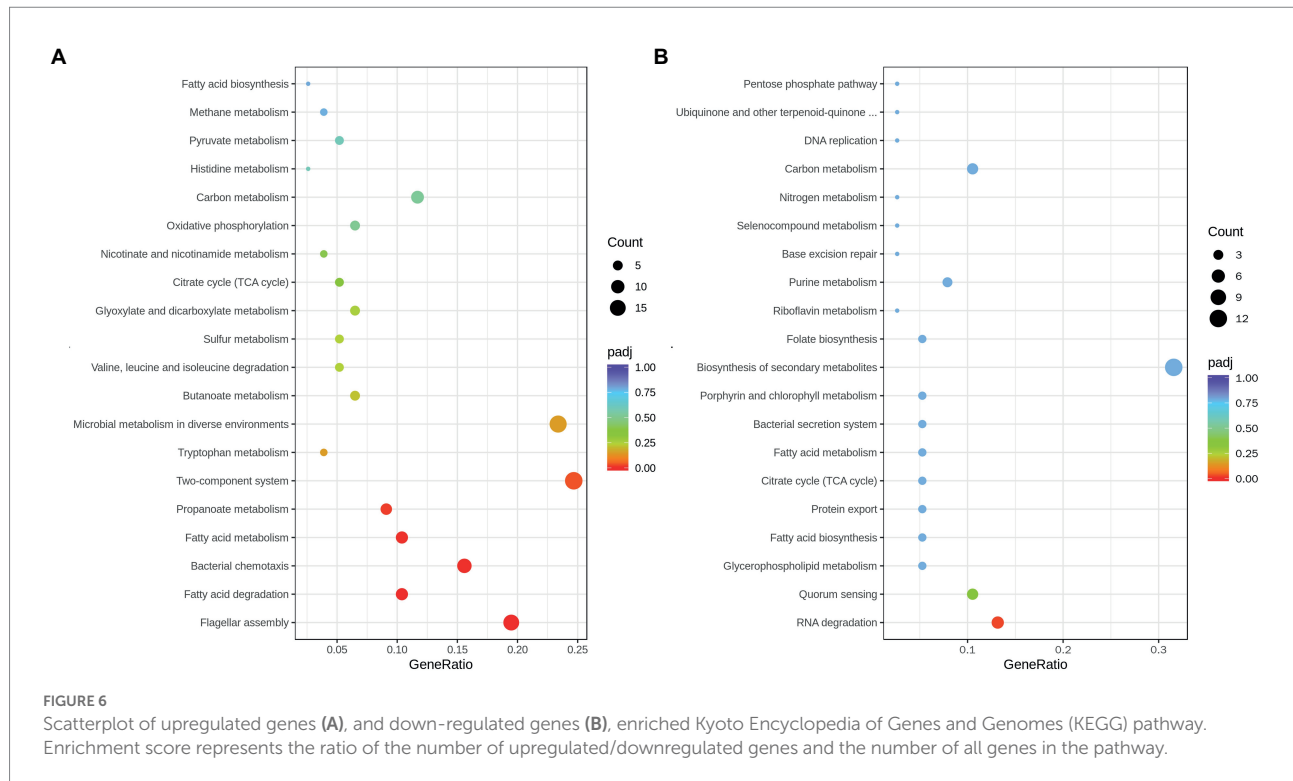 A
Fatty acid biosynthesis
Methane metabolism
Pyruvate metabolism
Histidine metabolism
Carbon metabolism
Oxidative phosphorylation
Nicotinate and nicotinamide metabolism
Citrate cycle (TCA cycle)
Glyoxylate and dicarboxylate metabolism
Sulfur metabolism
Valine, leucine and isoleucine degradation
Butanoate metabolism
Microbial metabolism in diverse environments
Tryptophan metabolism
Two-component system
Propanoate metabolism
Fatty acid metabolism
Bacterial chemotaxis
Fatty acid degradation
Flagellar assembly
0.05 0.10 0.15 0.20 0.25
GeneRatio
Count
5
10
15
padj
1.00
0.75
0.50
0.25
0.00
B
Pentose phosphate pathway
Ubiquinone and other terpenoid-quinone ...
DNA replication
Carbon metabolism
Nitrogen metabolism
Selenocompound metabolism
Base excision repair
Purine metabolism
Riboflavin metabolism
Folate biosynthesis
Biosynthesis of secondary metabolites
Porphyrin and chlorophyll metabolism
Bacterial secretion system
Fatty acid metabolism
Citrate cycle (TCA cycle)
Protein export
Fatty acid biosynthesis
Glycerophospholipid metabolism
Quorum sensing
RNA degradation
0.1 0.2 0.3
GeneRatio
Count
3
6
9
12
padj
1.00
0.75
0.50
0.25
0.00
FIGURE 6
Scatterplot of upregulated genes (A), and down-regulated genes (B), enriched Kyoto Encyclopedia of Genes and Genomes (KEGG) pathway.
Enrichment score represents the ratio of the number of upregulated/downregulated genes and the number of all genes in the pathway.